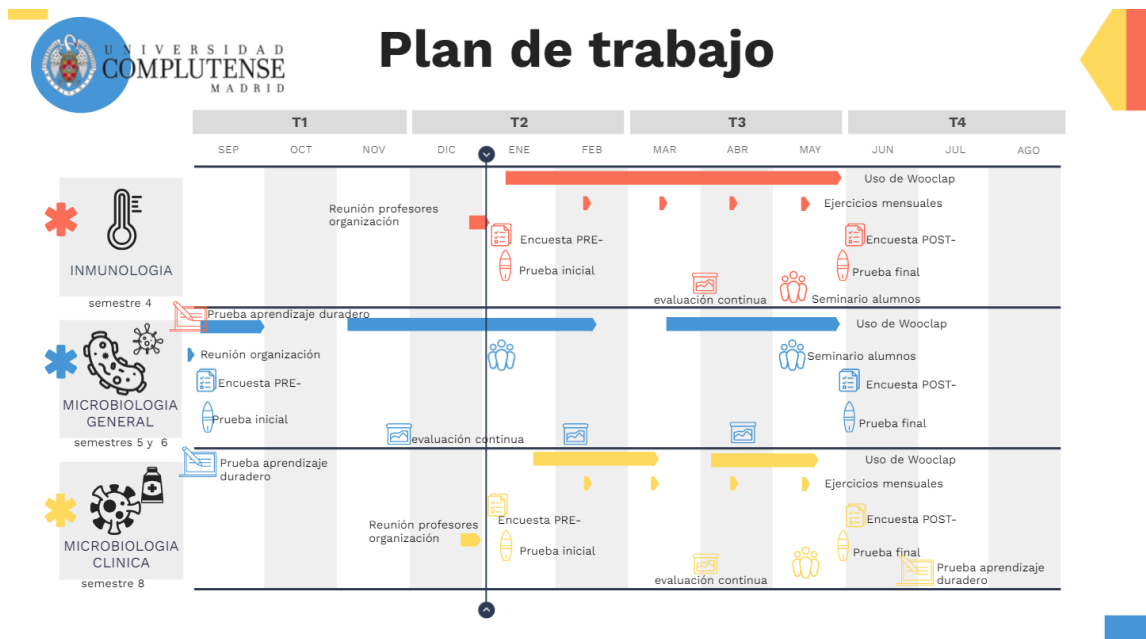 UNIVERSIDAD
COMPLUTENSE
MADRID
Plan de trabajo
T1 T2 T3 T4
SEP OCT NOV DIC ENE FEB MAR ABR MAY JUN JUL AGO
Uso de Wooclap
Reunión profesores
organización
Ejercicios mensuales
Encuesta PRE-
Encuesta POST-
INMUNOLOGIA
Prueba inicial
Prueba final
semestre 4
evaluación continua
Seminario alumnos
Prueba aprendizaje duradero
Uso de Wooclap
Reunión organización
Seminario alumnos
Encuesta PRE-
Encuesta POST-
MICROBIOLOGIA
GENERAL
Prueba inicial
Prueba final
semestres 5 y 6
evaluación continua
Prueba aprendizaje
duradero
Uso de Wooclap
Ejercicios mensuales
Reunión profesores
organización
Encuesta PRE-
Encuesta POST-
MICROBIOLOGIA
CLINICA
Prueba inicial
Prueba final
semestre 8
evaluación continua
Prueba aprendizaje
duradero